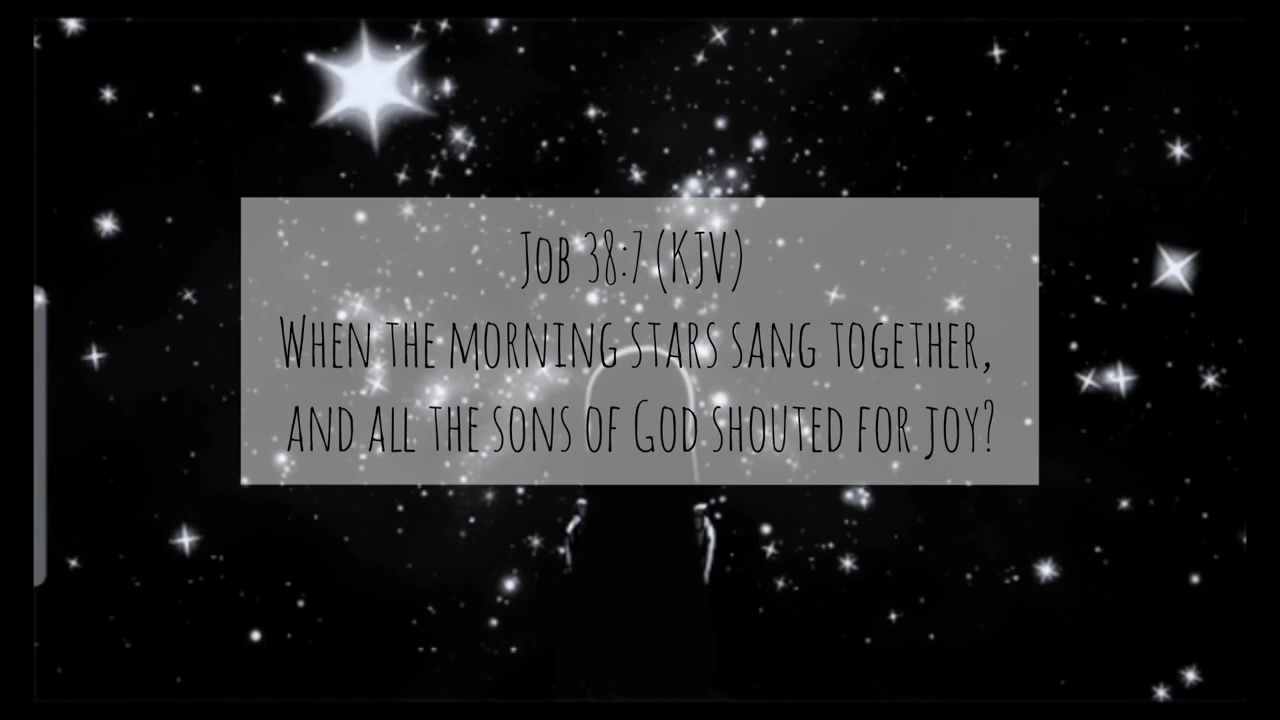 Job 38:7 (KJV)
When the morning stars sang together,
and all the sons of God shouted for joy?